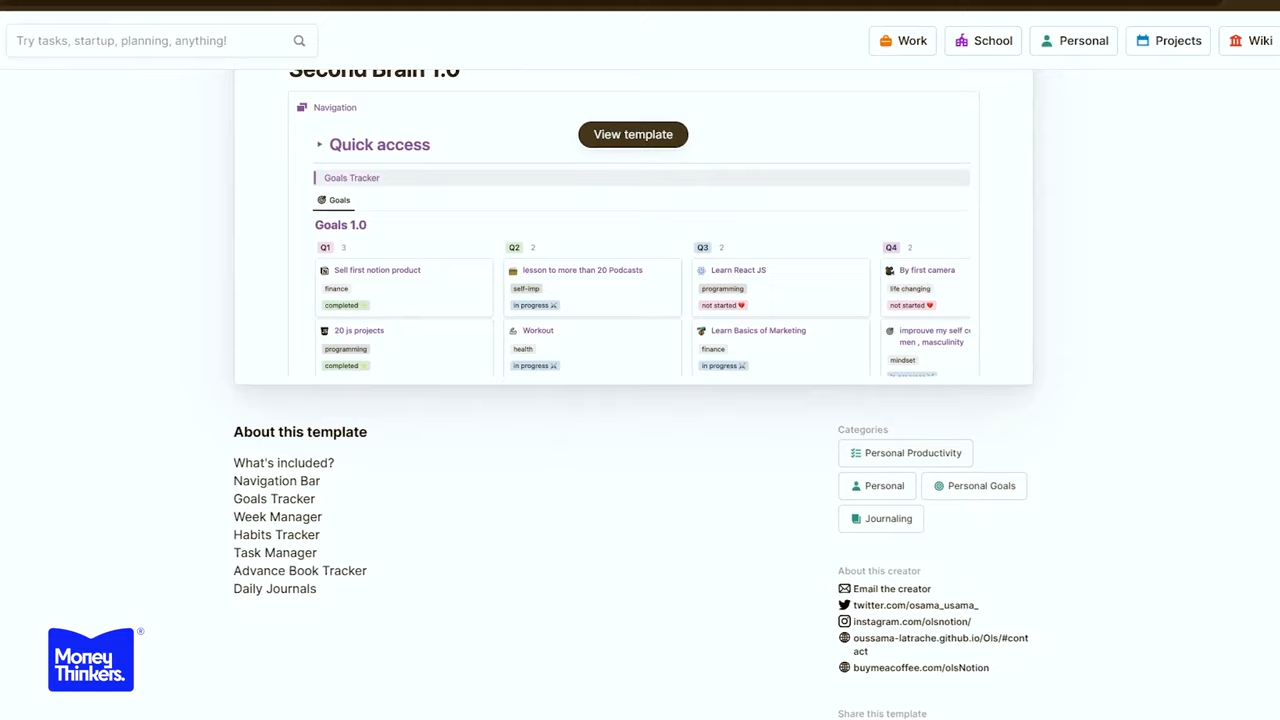 Try tasks, startup, planning, anything!
Work
School
Personal
Projects
Wiki
Second Brain 1.0
Navigation
View template
Quick access
Goals Tracker
Goals
Goals 1.0
Q1 3
Q2 2
Q3 2
Q4 2
Sell first notion product
lesson to more than 20 Podcasts
Learn React JS
By first camera
finance
self-imp
programming
life changing
completed
in progress
not started
not started
20 js projects
Workout
Learn Basics of Marketing
improuve my self
men , masculinity
programming
health
finance
mindset
completed
in progress
in progress
About this template
What's included?
Navigation Bar
Goals Tracker
Week Manager
Habits Tracker
Task Manager
Advance Book Tracker
Daily Journals
Categories
Personal Productivity
Personal
Personal Goals
Journaling
About this creator
Email the creator
twitter.com/osama_usama_
instagram.com/olsnotion/
oussama-latrache.github.io/Ols/#cont
act
buymeacoffee.com/olsNotion
Share this template
Money
Thinkers.
®